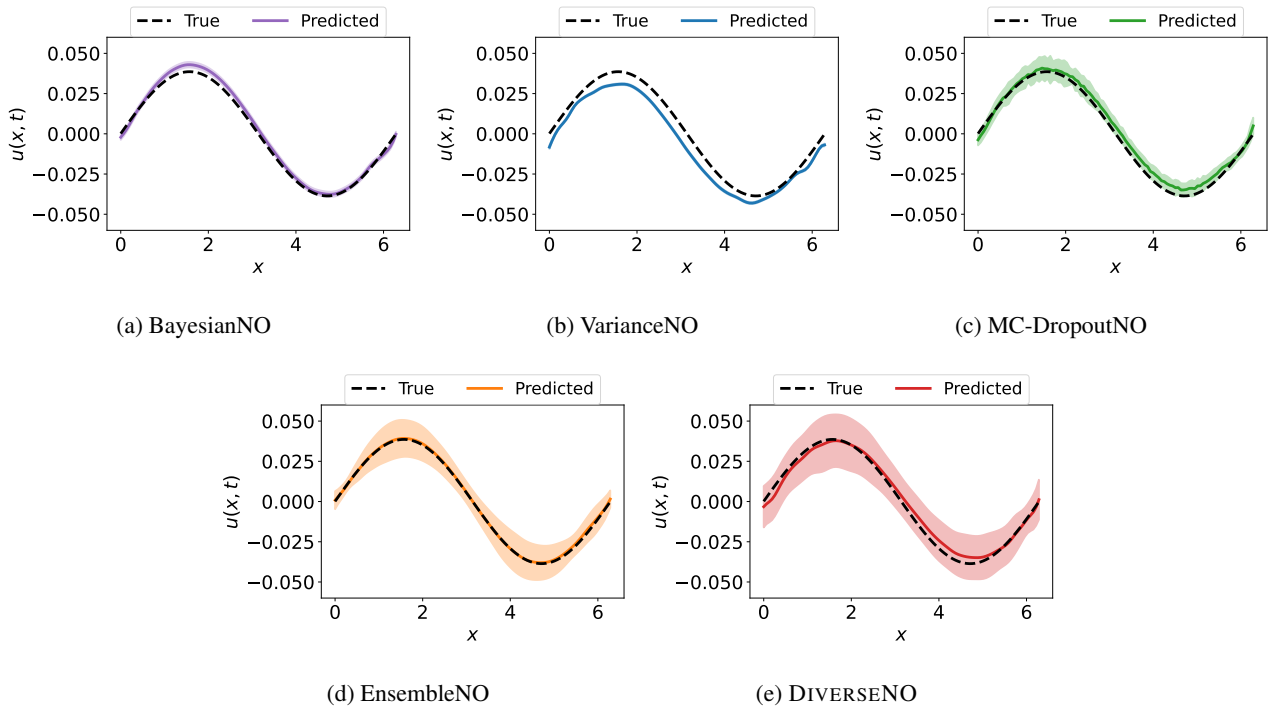 True Predicted
0.050
0.025
0.000
−0.025
−0.050
u(x, t)
0 2 4 6
x
(a) BayesianNO
True Predicted
0.050
0.025
0.000
−0.025
−0.050
u(x, t)
0 2 4 6
x
(b) VarianceNO
True Predicted
0.050
0.025
0.000
−0.025
−0.050
u(x, t)
0 2 4 6
x
(c) MC-DropoutNO
True Predicted
0.050
0.025
0.000
−0.025
−0.050
u(x, t)
0 2 4 6
x
(d) EnsembleNO
True Predicted
0.050
0.025
0.000
−0.025
−0.050
u(x, t)
0 2 4 6
x
(e) DIVERSENO